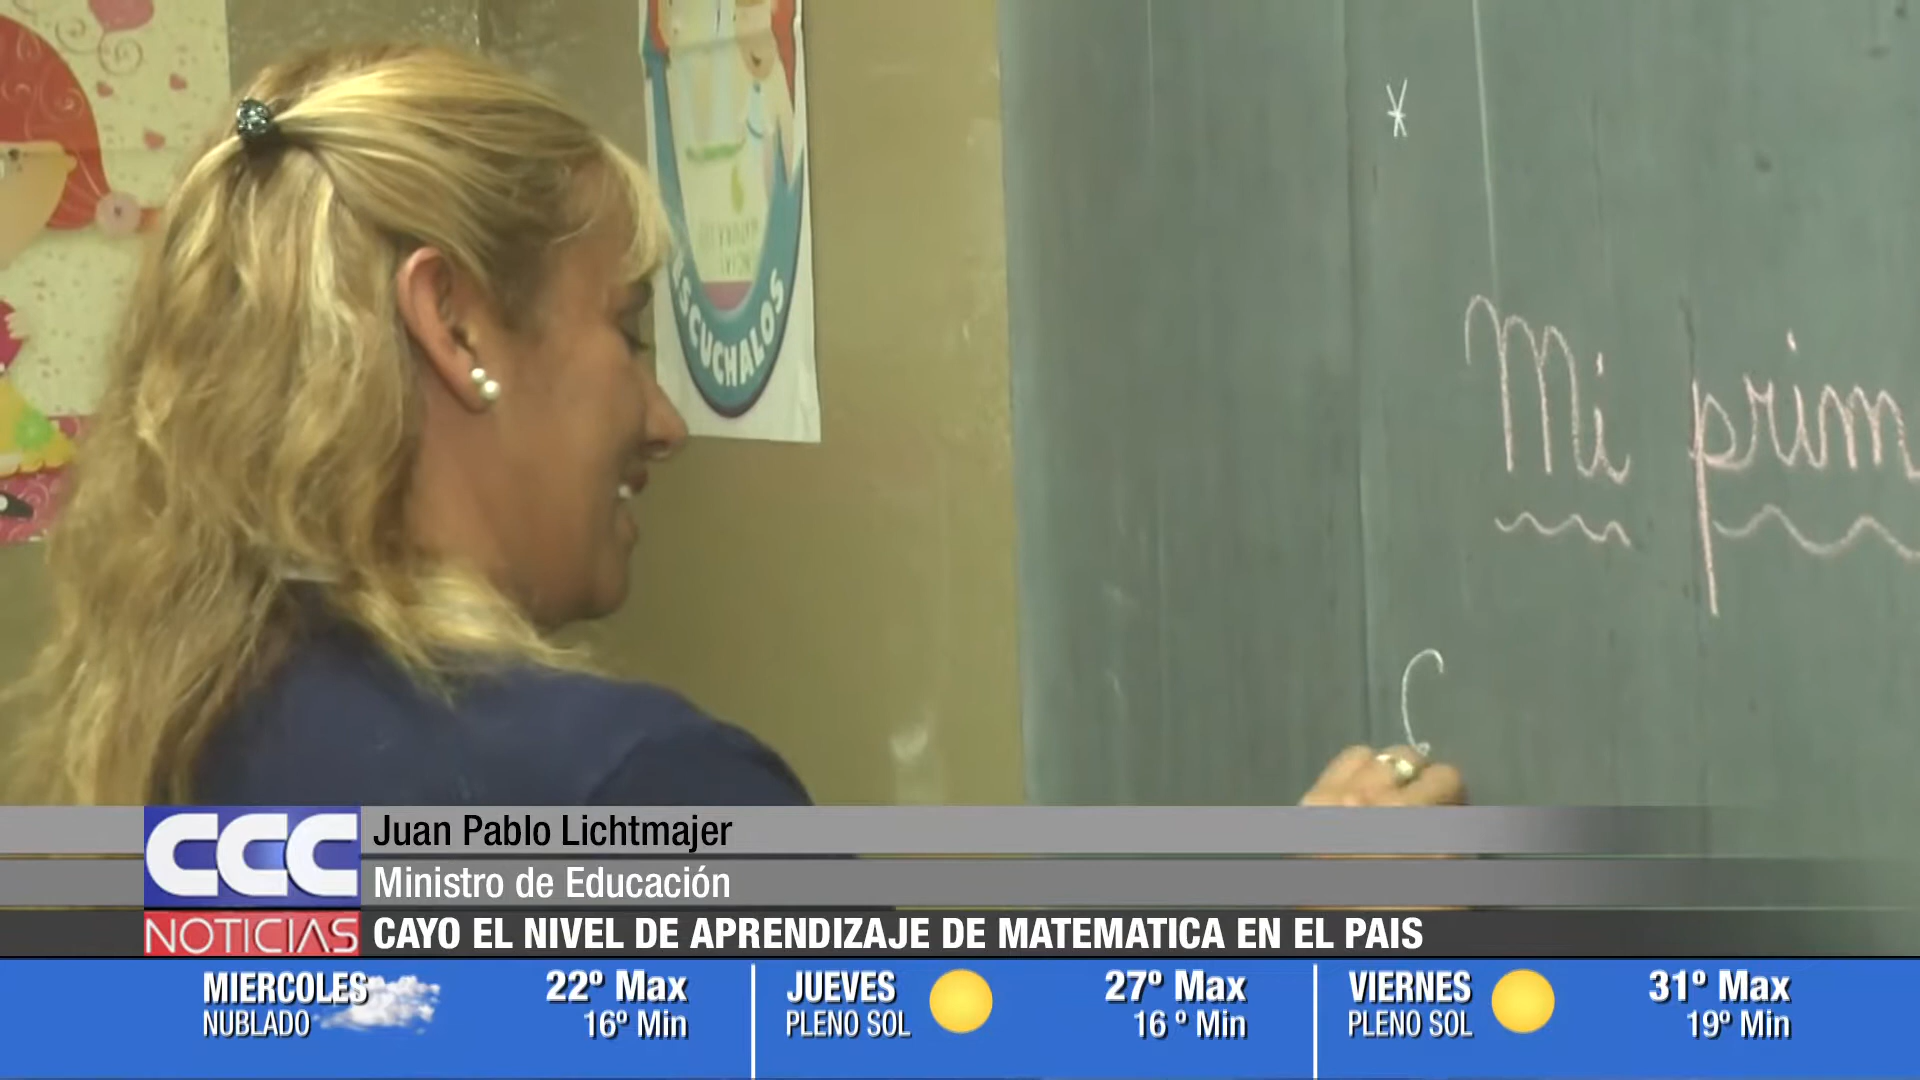 ESCUCHALOS
Mi prim
CCC
NOTICIAS
Juan Pablo Lichtmajer
Ministro de Educación
CAYO EL NIVEL DE APRENDIZAJE DE MATEMATICA EN EL PAIS
MIERCOLES
NUBLADO
22º Max
16º Min
JUEVES
PLENO SOL
27º Max
16 º Min
VIERNES
PLENO SOL
31º Max
19º Min